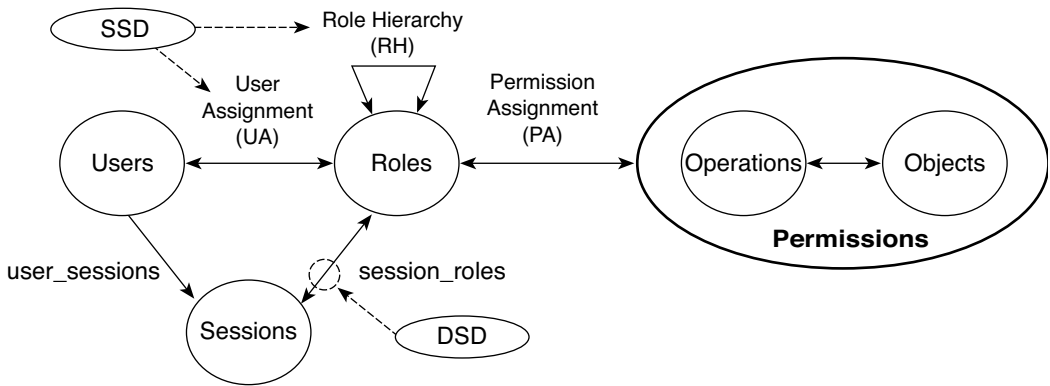 SSD
Role Hierarchy
(RH)
User
Assignment
(UA)
Permission
Assignment
(PA)
Users
Roles
Operations
Objects
Permissions
user_sessions
session_roles
Sessions
DSD